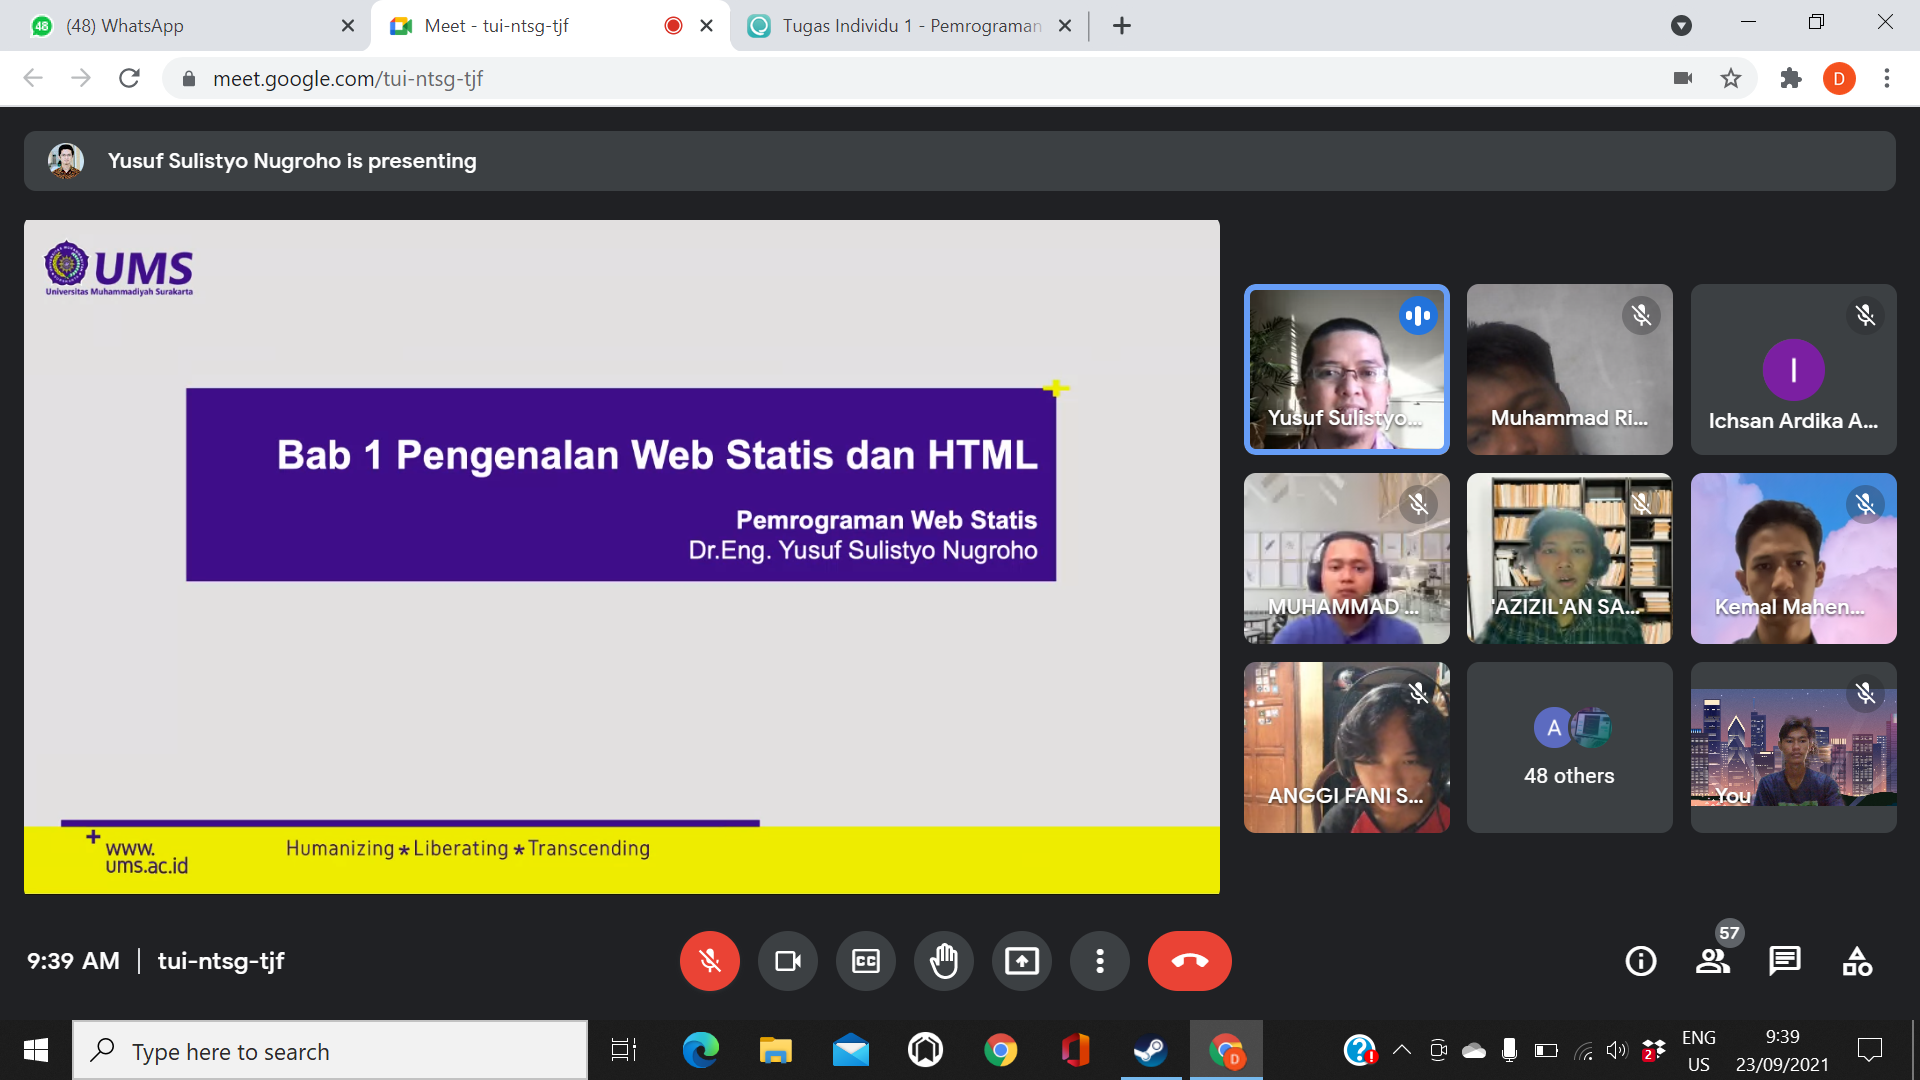 48
(48) WhatsApp
Meet - tui-ntsg-tjf
Tugas Individu 1 - Pemrograman
meet.google.com/tui-ntsg-tjf
D
Yusuf Sulistyo Nugroho is presenting
UMS
Universitas Muhammadiyah Surakarta
Bab 1 Pengenalan Web Statis dan HTML
Pemrograman Web Statis
Dr.Eng. Yusuf Sulistyo Nugroho
www.
ums.ac.id
Humanizing ★ Liberating ★ Transcending
Yusuf Sulistyo...
Muhammad Ri...
I
Ichsan Ardika A...
MUHAMMAD ...
'AZIZIL'AN SA...
Kemal Mahen...
ANGGI FANI S...
A
48 others
You
9:39 AM | tui-ntsg-tjf
CC
57
Type here to search
D
2
ENG
US
9:39
23/09/2021